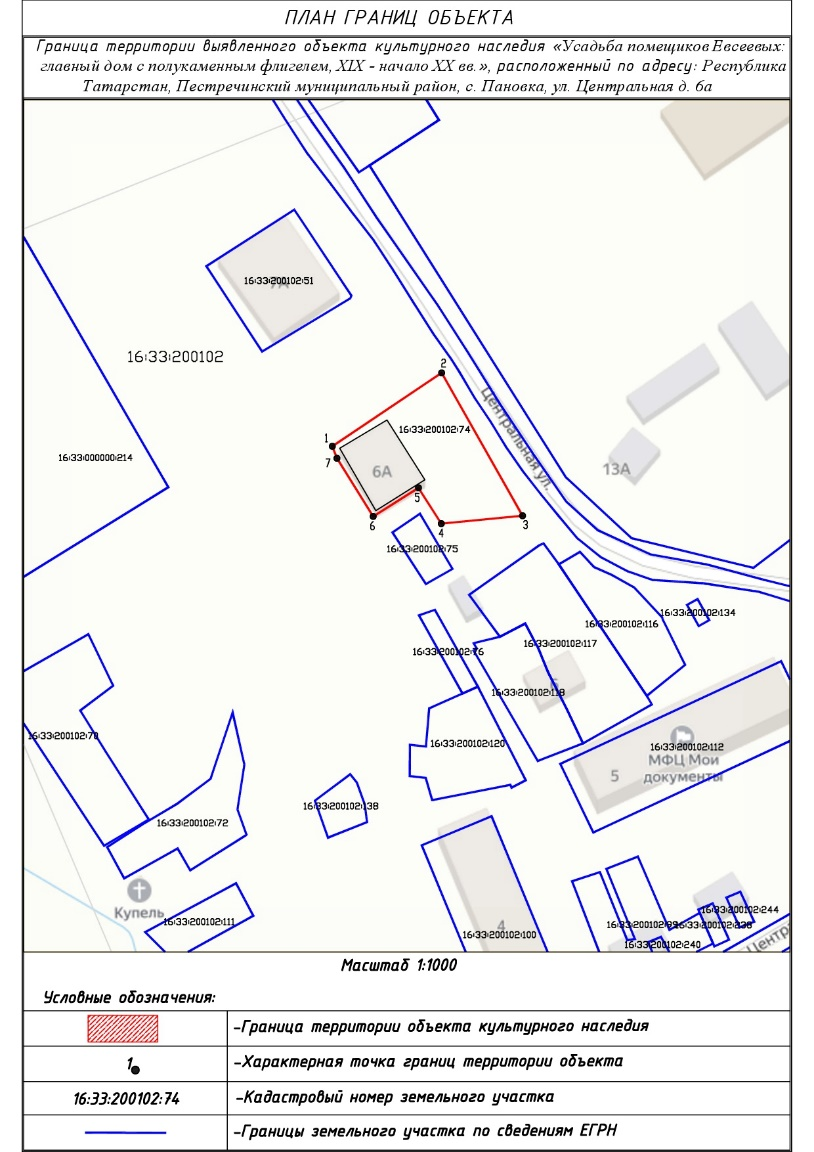 ПЛАН ГРАНИЦ ОБЪЕКТА
Граница территории выявленного объекта культурного наследия «Усадьба помещиков Евсеевых:
главный дом с полукаменным флигелем, XIX - начало XX вв.», расположенный по адресу: Республика
Татарстан, Пестречинский муниципальный район, с. Пановка, ул. Центральная д. 6а
16:33:200102:51
16:33:200102
2
Центральная ул.
16:33:200102:74
1
7
6А
16:33:000000:214
13А
5
6
4
3
16:33:200102:75
16:33:200102:134
16:33:200102:116
16:33:200102:117
16:33:200102:76
16:33:200102:118
16:33:200102:70
16:33:200102:120
16:33:200102:112
МФЦ Мои
документы
5
16:33:200102:138
16:33:200102:72
Купель
16:33:200102:111
16:33:200102:244
4
16:33:200102:100
16:33:200102:240
Центр
Масштаб 1:1000
Условные обозначения:
-Граница территории объекта культурного наследия
1
-Характерная точка границ территории объекта
16:33:200102:74
-Кадастровый номер земельного участка
-Границы земельного участка по сведениям ЕГРН